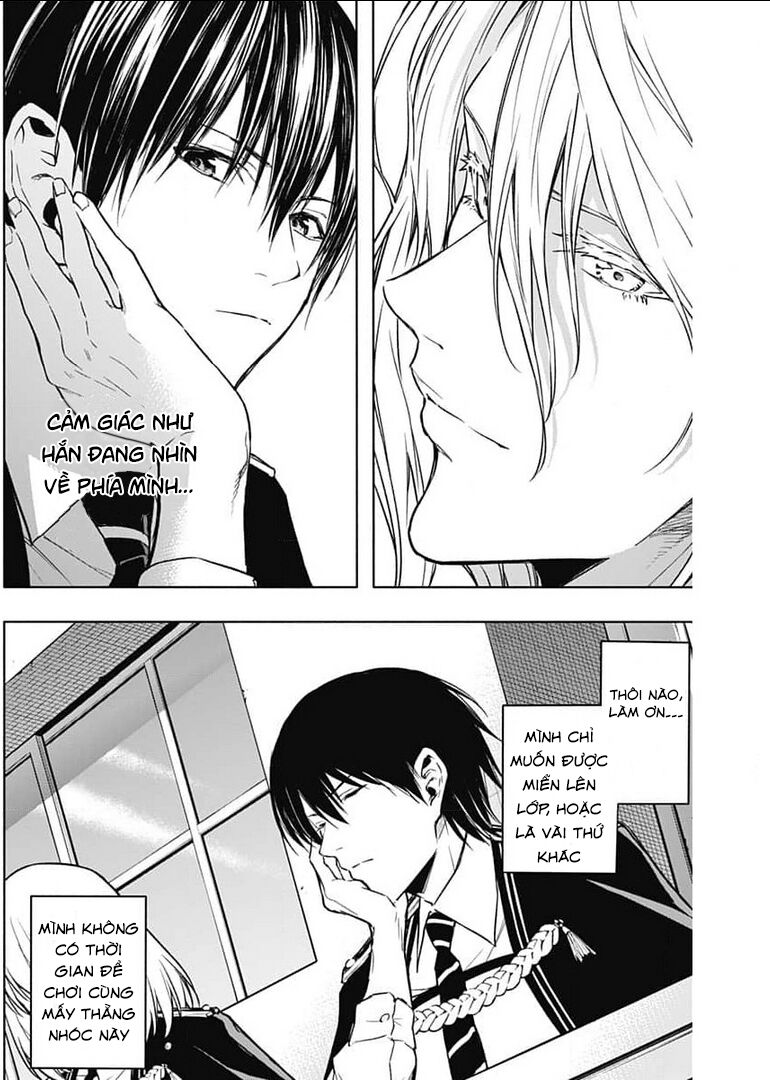 CẢM GIÁC NHƯ
HẮN ĐANG NHÌN
VỀ PHÍA MÌNH...
THÔI NÀO,
LÀM ƠN...
MÌNH CHỈ
MUỐN ĐƯỢC
MIỄN LÊN
LỚP, HOẶC
LÀ VÀI THỨ
KHÁC
MÌNH KHÔNG
CÓ THỜI
GIAN ĐỂ
CHƠI CÙNG
MẤY THẰNG
NHÓC NÀY